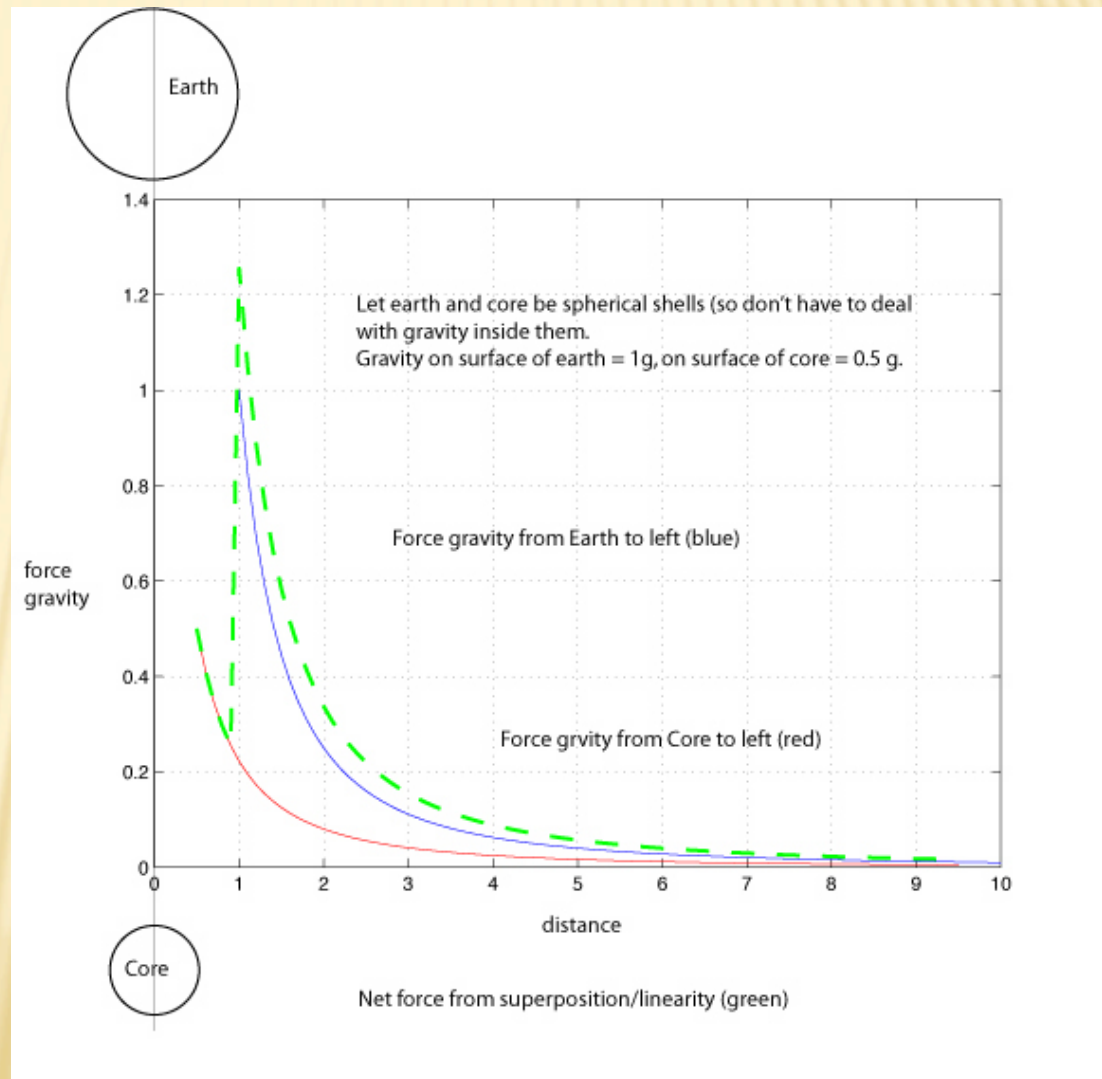 Earth
1.4
1.2
1
0.8
0.6
0.4
0.2
0
Let earth and core be spherical shells (so don't have to deal
with gravity inside them.
Gravity on surface of earth = 1g, on surface of core = 0.5 g.
Force gravity from Earth to left (blue)
force
gravity
Force grvity from Core to left (red)
0 1 2 3 4 5 6 7 8 9 10
distance
Core
Net force from superposition/linearity (green)